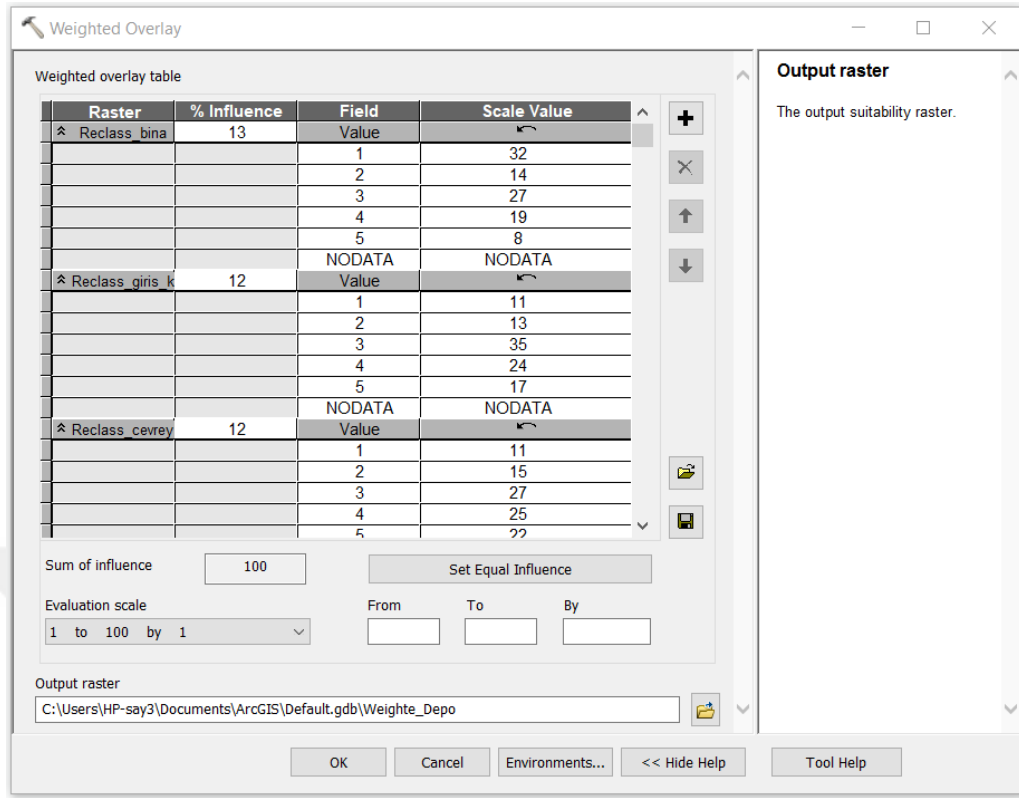 Weighted Overlay
Weighted overlay table
Raster % Influence Field Scale Value
Reclass_bina 13 Value
1 32
2 14
3 27
4 19
5 8
NODATA NODATA
Reclass_giris_k 12 Value
1 11
2 13
3 35
4 24
5 17
NODATA NODATA
Reclass_cevrey 12 Value
1 11
2 15
3 27
4 25
5 22
Sum of influence 100 Set Equal Influence
Evaluation scale From To By
1 to 100 by 1
Output raster
C:\Users\HP-say3\Documents\ArcGIS\Default.gdb\Weighte_Depo
OK Cancel Environments... << Hide Help Tool Help
Output raster
The output suitability raster.